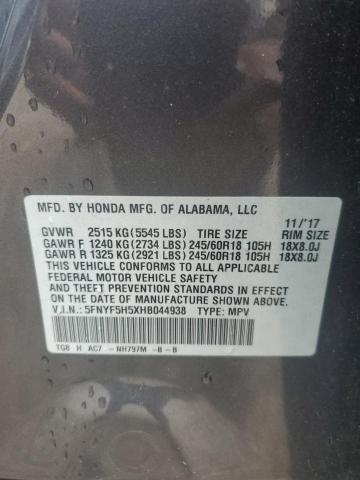 MFD. BY HONDA MFG. OF ALABAMA, LLC
11/'17
GVWR 2515 KG(5545 LBS) TIRE SIZE RIM SIZE
GAWR F 1240 KG(2734 LBS)245/60R18 105H 18X8.0J
GAWR R 1325 KG(2921 LBS)245/60R18 105H 18X8.0J
THIS VEHICLE CONFORMS TO ALL APPLICABLE
FEDERAL MOTOR VEHICLE SAFETY
AND THEFT PREVENTION STANDARDS IN EFFECT
ON THE DATE OF MANUFACTURE SHOWN ABOVE.
V.I.N.: 5FNYF5H5XHB044938 TYPE: MPV
TG8 H AC7 -NH797M -B-B